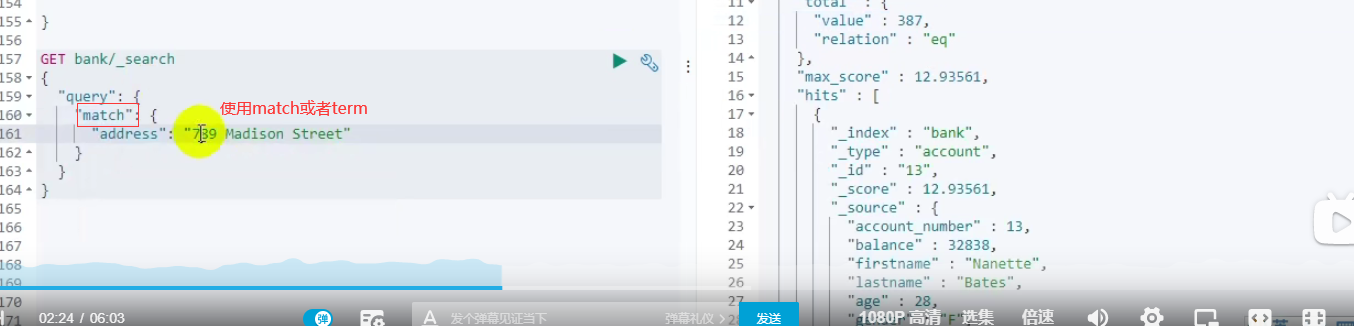 154
155 }
156
157 GET bank/_search
158 {
159 "query": {
160 "match": {
使用match或者term
161 "address": "789 Madison Street"
162 }
163 }
164 }
165
166
167
168
169
170
171
11
"total" : {
12 "value" : 387,
13 "relation" : "eq"
14 },
15 "max_score" : 12.93561,
16 "hits" : [
17 {
18 "_index" : "bank",
19 "_type" : "account",
20 "_id" : "13",
21 "_score" : 12.93561,
22 "_source" : {
23 "account_number" : 13,
24 "balance" : 32838,
25 "firstname" : "Nanette",
26 "lastname" : "Bates",
27 "age" : 28,
"F"
02:24 / 06:03
弹
A 发个弹幕见证当下
弹幕礼仪 >
发送
1080P 高清
选集
倍速